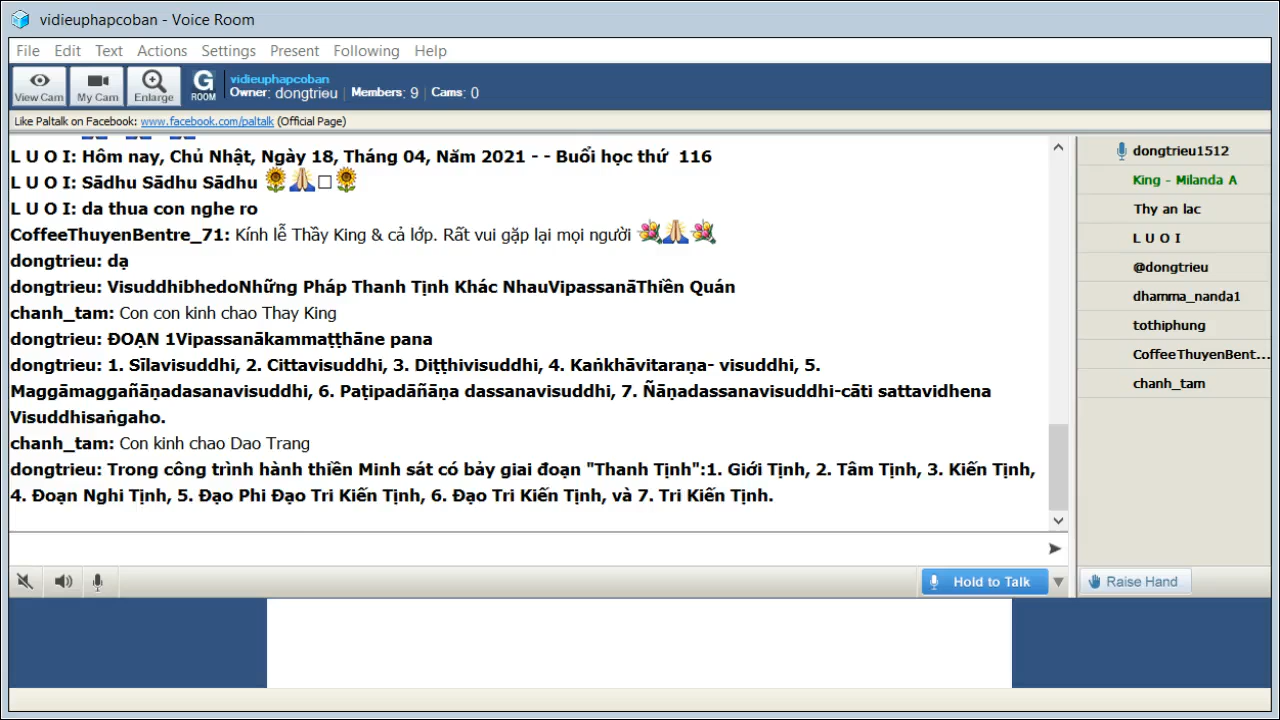 vidieuphapcoban - Voice Room
File Edit Text Actions Settings Present Following Help
View Cam My Cam Enlarge G ROOM
vidieuphapcoban
Owner: dongtrieu | Members: 9 | Cams: 0
Like Paltalk on Facebook: www.facebook.com/paltalk (Official Page)
L U O I: Hôm nay, Chủ Nhật, Ngày 18, Tháng 04, Năm 2021 - - Buổi học thứ 116
L U O I: Sādhu Sādhu Sādhu 🌻🙏□🌻
L U O I: da thua con nghe ro
CoffeeThuyenBentre_71: Kính lễ Thầy King & cả lớp. Rất vui gặp lại mọi người 💐🙏💐
dongtrieu: dạ
dongtrieu: VisuddhibhedoNhững Pháp Thanh Tịnh Khác NhauVipassanāThiền Quán
chanh_tam: Con con kinh chao Thay King
dongtrieu: ĐOẠN 1Vipassanākammaṭṭhāne pana
dongtrieu: 1. Sīlavisuddhi, 2. Cittavisuddhi, 3. Diṭṭhivisuddhi, 4. Kaṅkhāvitaraṇa- visuddhi, 5.
Maggāmaggañāṇadasanavisuddhi, 6. Paṭipadāñāṇa dassanavisuddhi, 7. Ñāṇadassanavisuddhi-cāti sattavidhena
Visuddhisaṅgaho.
chanh_tam: Con kinh chao Dao Trang
dongtrieu: Trong công trình hành thiền Minh sát có bảy giai đoạn "Thanh Tịnh":1. Giới Tịnh, 2. Tâm Tịnh, 3. Kiến Tịnh,
4. Đoạn Nghi Tịnh, 5. Đạo Phi Đạo Tri Kiến Tịnh, 6. Đạo Tri Kiến Tịnh, và 7. Tri Kiến Tịnh.
Hold to Talk
dongtrieu1512
King - Milanda A
Thy an lac
L U O I
@dongtrieu
dhamma_nanda1
tothiphung
CoffeeThuyenBent...
chanh_tam
Raise Hand